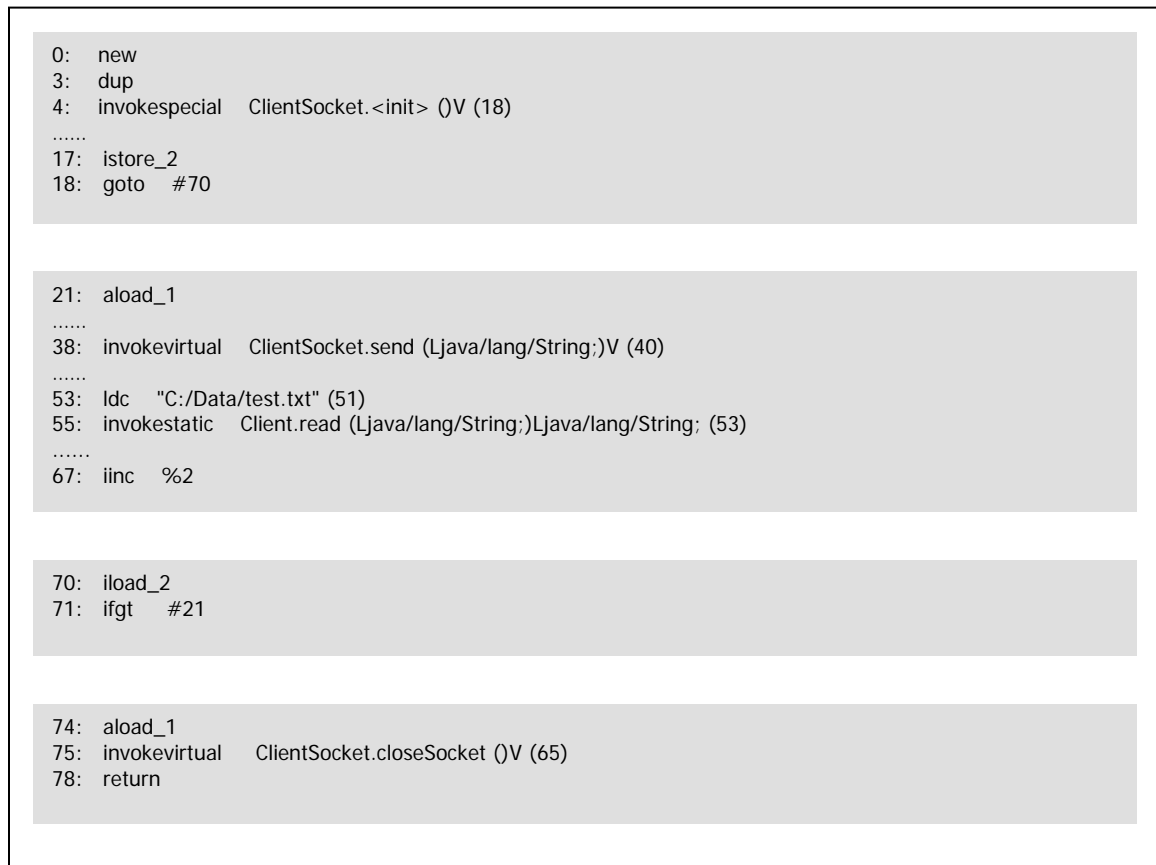 0: new
3: dup
4: invokespecial ClientSocket.<init> ()V (18)
......
17: istore_2
18: goto #70
21: aload_1
......
38: invokevirtual ClientSocket.send (Ljava/lang/String;)V (40)
......
53: ldc "C:/Data/test.txt" (51)
55: invokestatic Client.read (Ljava/lang/String;)Ljava/lang/String; (53)
......
67: iinc %2
70: iload_2
71: ifgt #21
74: aload_1
75: invokevirtual ClientSocket.closeSocket ()V (65)
78: return